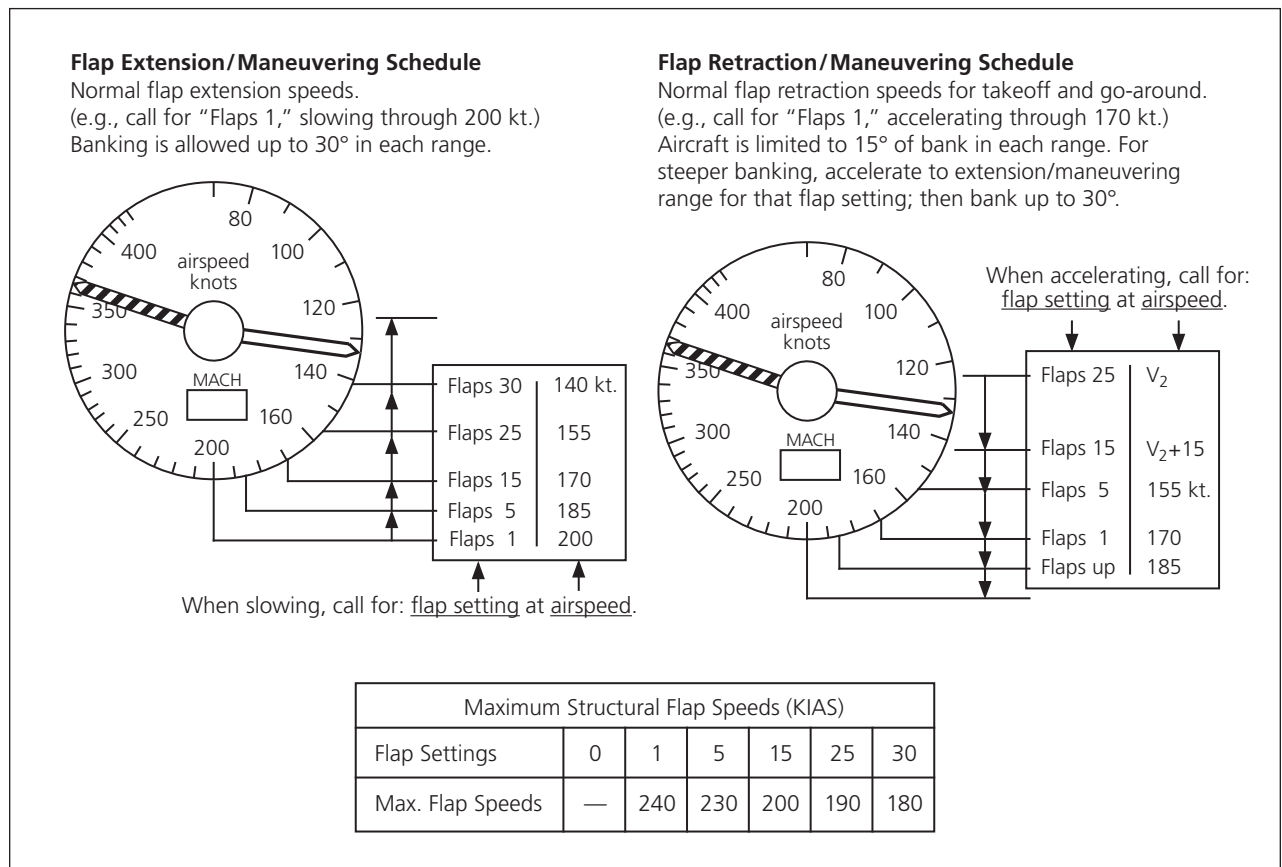 Flap Extension/Maneuvering Schedule
Normal flap extension speeds.
(e.g., call for “Flaps 1,” slowing through 200 kt.)
Banking is allowed up to 30° in each range.
80
100
120
140
160
200
250
300
350
400
airspeed
knots
MACH
Flaps 30 140 kt.
Flaps 25 155
Flaps 15 170
Flaps 5 185
Flaps 1 200
When slowing, call for: flap setting at airspeed.
Flap Retraction/Maneuvering Schedule
Normal flap retraction speeds for takeoff and go-around.
(e.g., call for “Flaps 1,” accelerating through 170 kt.)
Aircraft is limited to 15° of bank in each range. For
steeper banking, accelerate to extension/maneuvering
range for that flap setting; then bank up to 30°.
80
100
120
140
160
200
250
300
350
400
airspeed
knots
MACH
When accelerating, call for:
flap setting at airspeed.
Flaps 25 V2
Flaps 15 V2+15
Flaps 5 155 kt.
Flaps 1 170
Flaps up 185
Maximum Structural Flap Speeds (KIAS)
Flap Settings 0 1 5 15 25 30
Max. Flap Speeds — 240 230 200 190 180